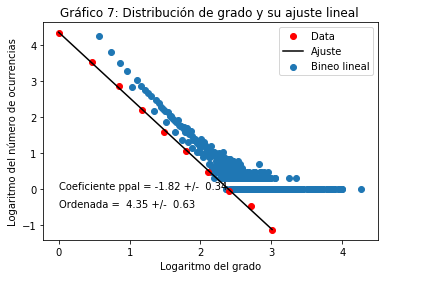 Gráfico 7: Distribución de grado y su ajuste lineal
Data
Ajuste
Bineo lineal
Logaritmo del número de ocurrencias
4
3
2
1
0
−1
Coeficiente ppal = -1.82 +/-  0.34
Ordenada =  4.35 +/-  0.63
0
1
2
3
4
Logaritmo del grado